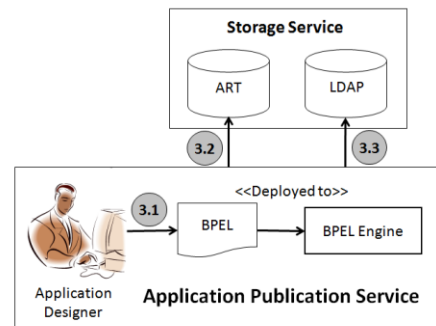 Storage Service
ART
LDAP
3.2
3.3
<<Deployed to>>
3.1
BPEL
BPEL Engine
Application
Designer
Application Publication Service